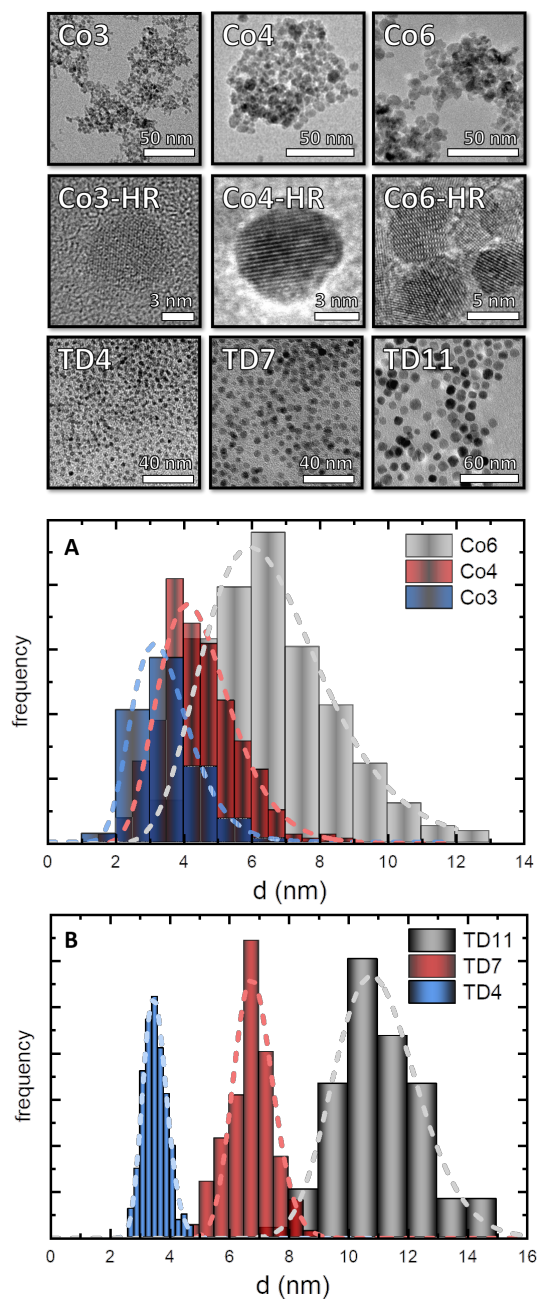 Co3
50 nm
Co4
50 nm
Co6
50 nm
Co3-HR
3 nm
Co4-HR
3 nm
Co6-HR
5 nm
TD4
40 nm
TD7
40 nm
TD11
60 nm
A
Co6
Co4
Co3
frequency
0 2 4 6 8 10 12 14
d (nm)
B
TD11
TD7
TD4
frequency
0 2 4 6 8 10 12 14 16
d (nm)